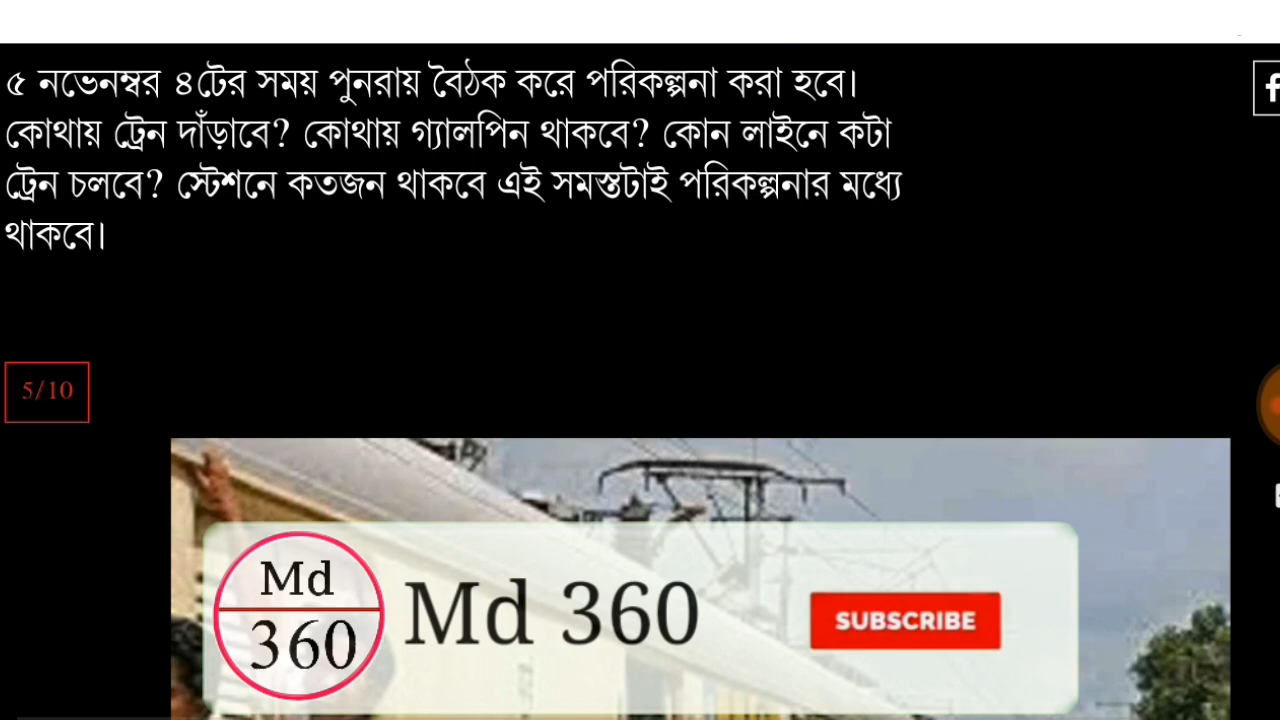 ৫ নভেনম্বর ৪টের সময় পুনরায় বৈঠক করে পরিকল্পনা করা হবে।
কোথায় ট্রেন দাঁড়াবে? কোথায় গ্যালপিন থাকবে? কোন লাইনে কটা
ট্রেন চলবে? স্টেশনে কতজন থাকবে এই সমস্তটাই পরিকল্পনার মধ্যে
থাকবে।
f
5/10
Md
360
Md 360
SUBSCRIBE